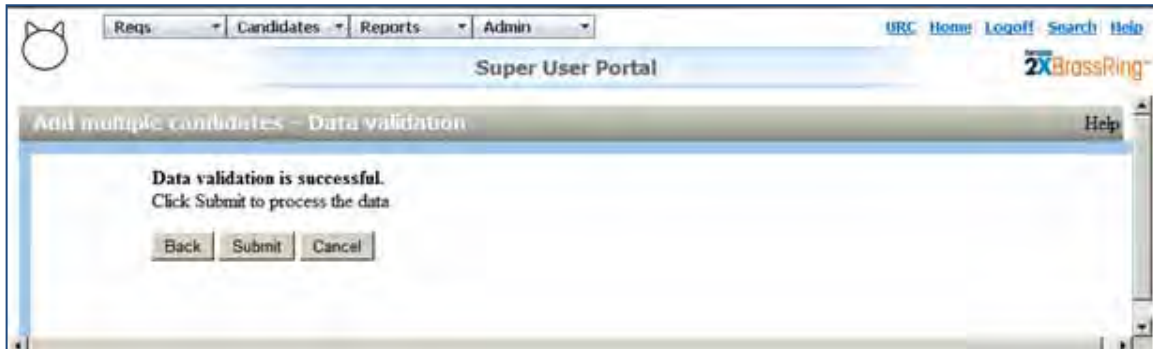 Reqs Candidates Reports Admin URC Home Logoff Search Help
Super User Portal
2XBrassRing
Add multiple candidates - Data validation Help
Data validation is successful.
Click Submit to process the data
Back Submit Cancel